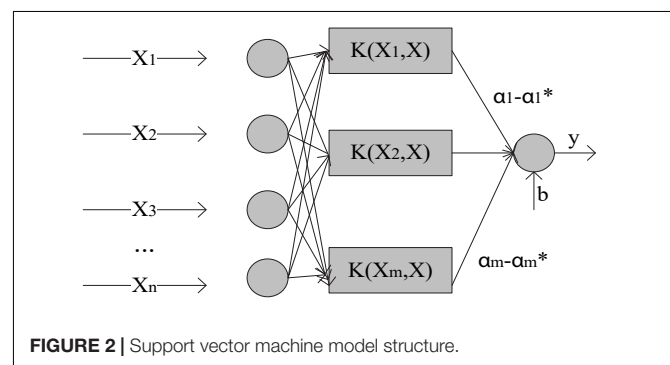 X1
X2
X3
...
Xn
K(X1,X)
K(X2,X)
K(Xm,X)
α1-α1*
αm-αm*
y
b
FIGURE 2 | Support vector machine model structure.